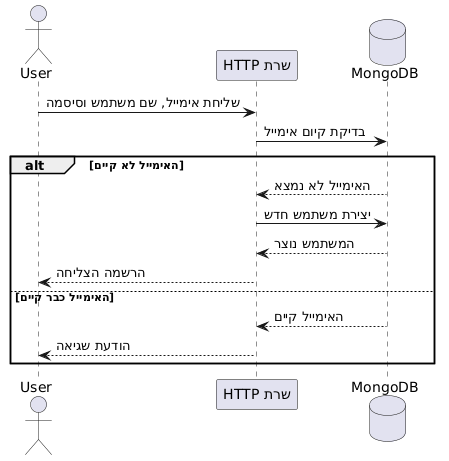 User
שרת HTTP
MongoDB
שליחת אימייל, שם משתמש וסיסמה
בדיקת קיום אימייל
alt
[האימייל לא קיים]
האימייל לא נמצא
יצירת משתמש חדש
המשתמש נוצר
הרשמה הצליחה
[האימייל כבר קיים]
האימייל קיים
הודעת שגיאה
User
שרת HTTP
MongoDB